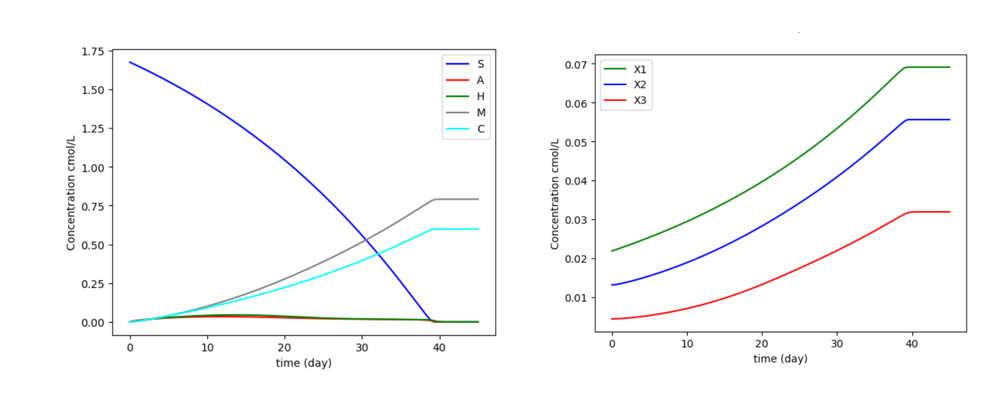 1.75
1.50
1.25
1.00
0.75
0.50
0.25
0.00
Concentration cmol/L
0 10 20 30 40
time (day)
S
A
H
M
C
0.07
0.06
0.05
0.04
0.03
0.02
0.01
Concentration cmol/L
0 10 20 30 40
time (day)
X1
X2
X3